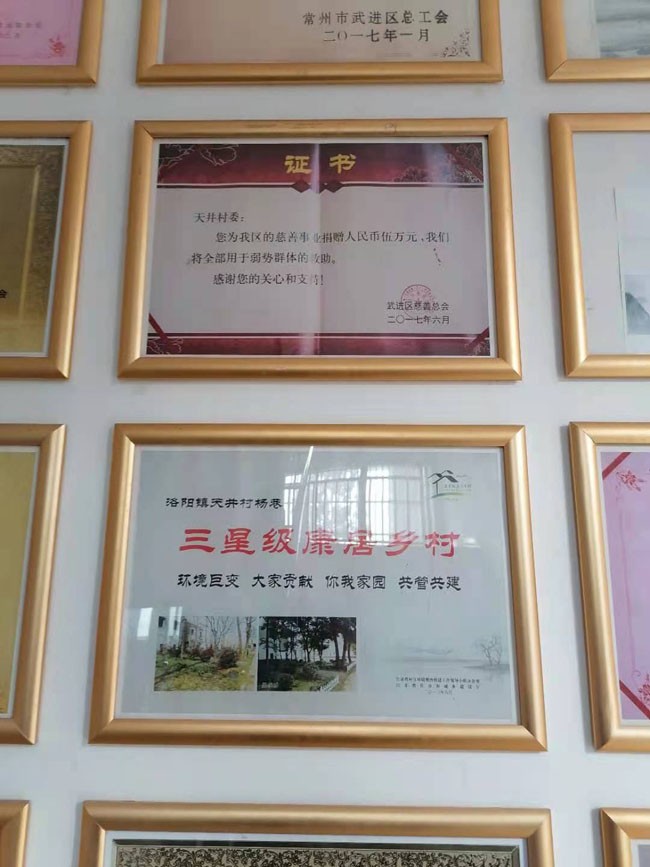 常州市武进区总工会
二〇一七年一月
证书
天井村委：
您为我区的慈善事业捐赠人民币伍万元、我们
将全部用于弱势群体的救助。
感谢您的关心和支持！
武进区慈善总会
二〇一七年六月
洛阳镇天井村杨巷
三星级康居乡村
环境巨变 大家贡献 你我家园 共管共建